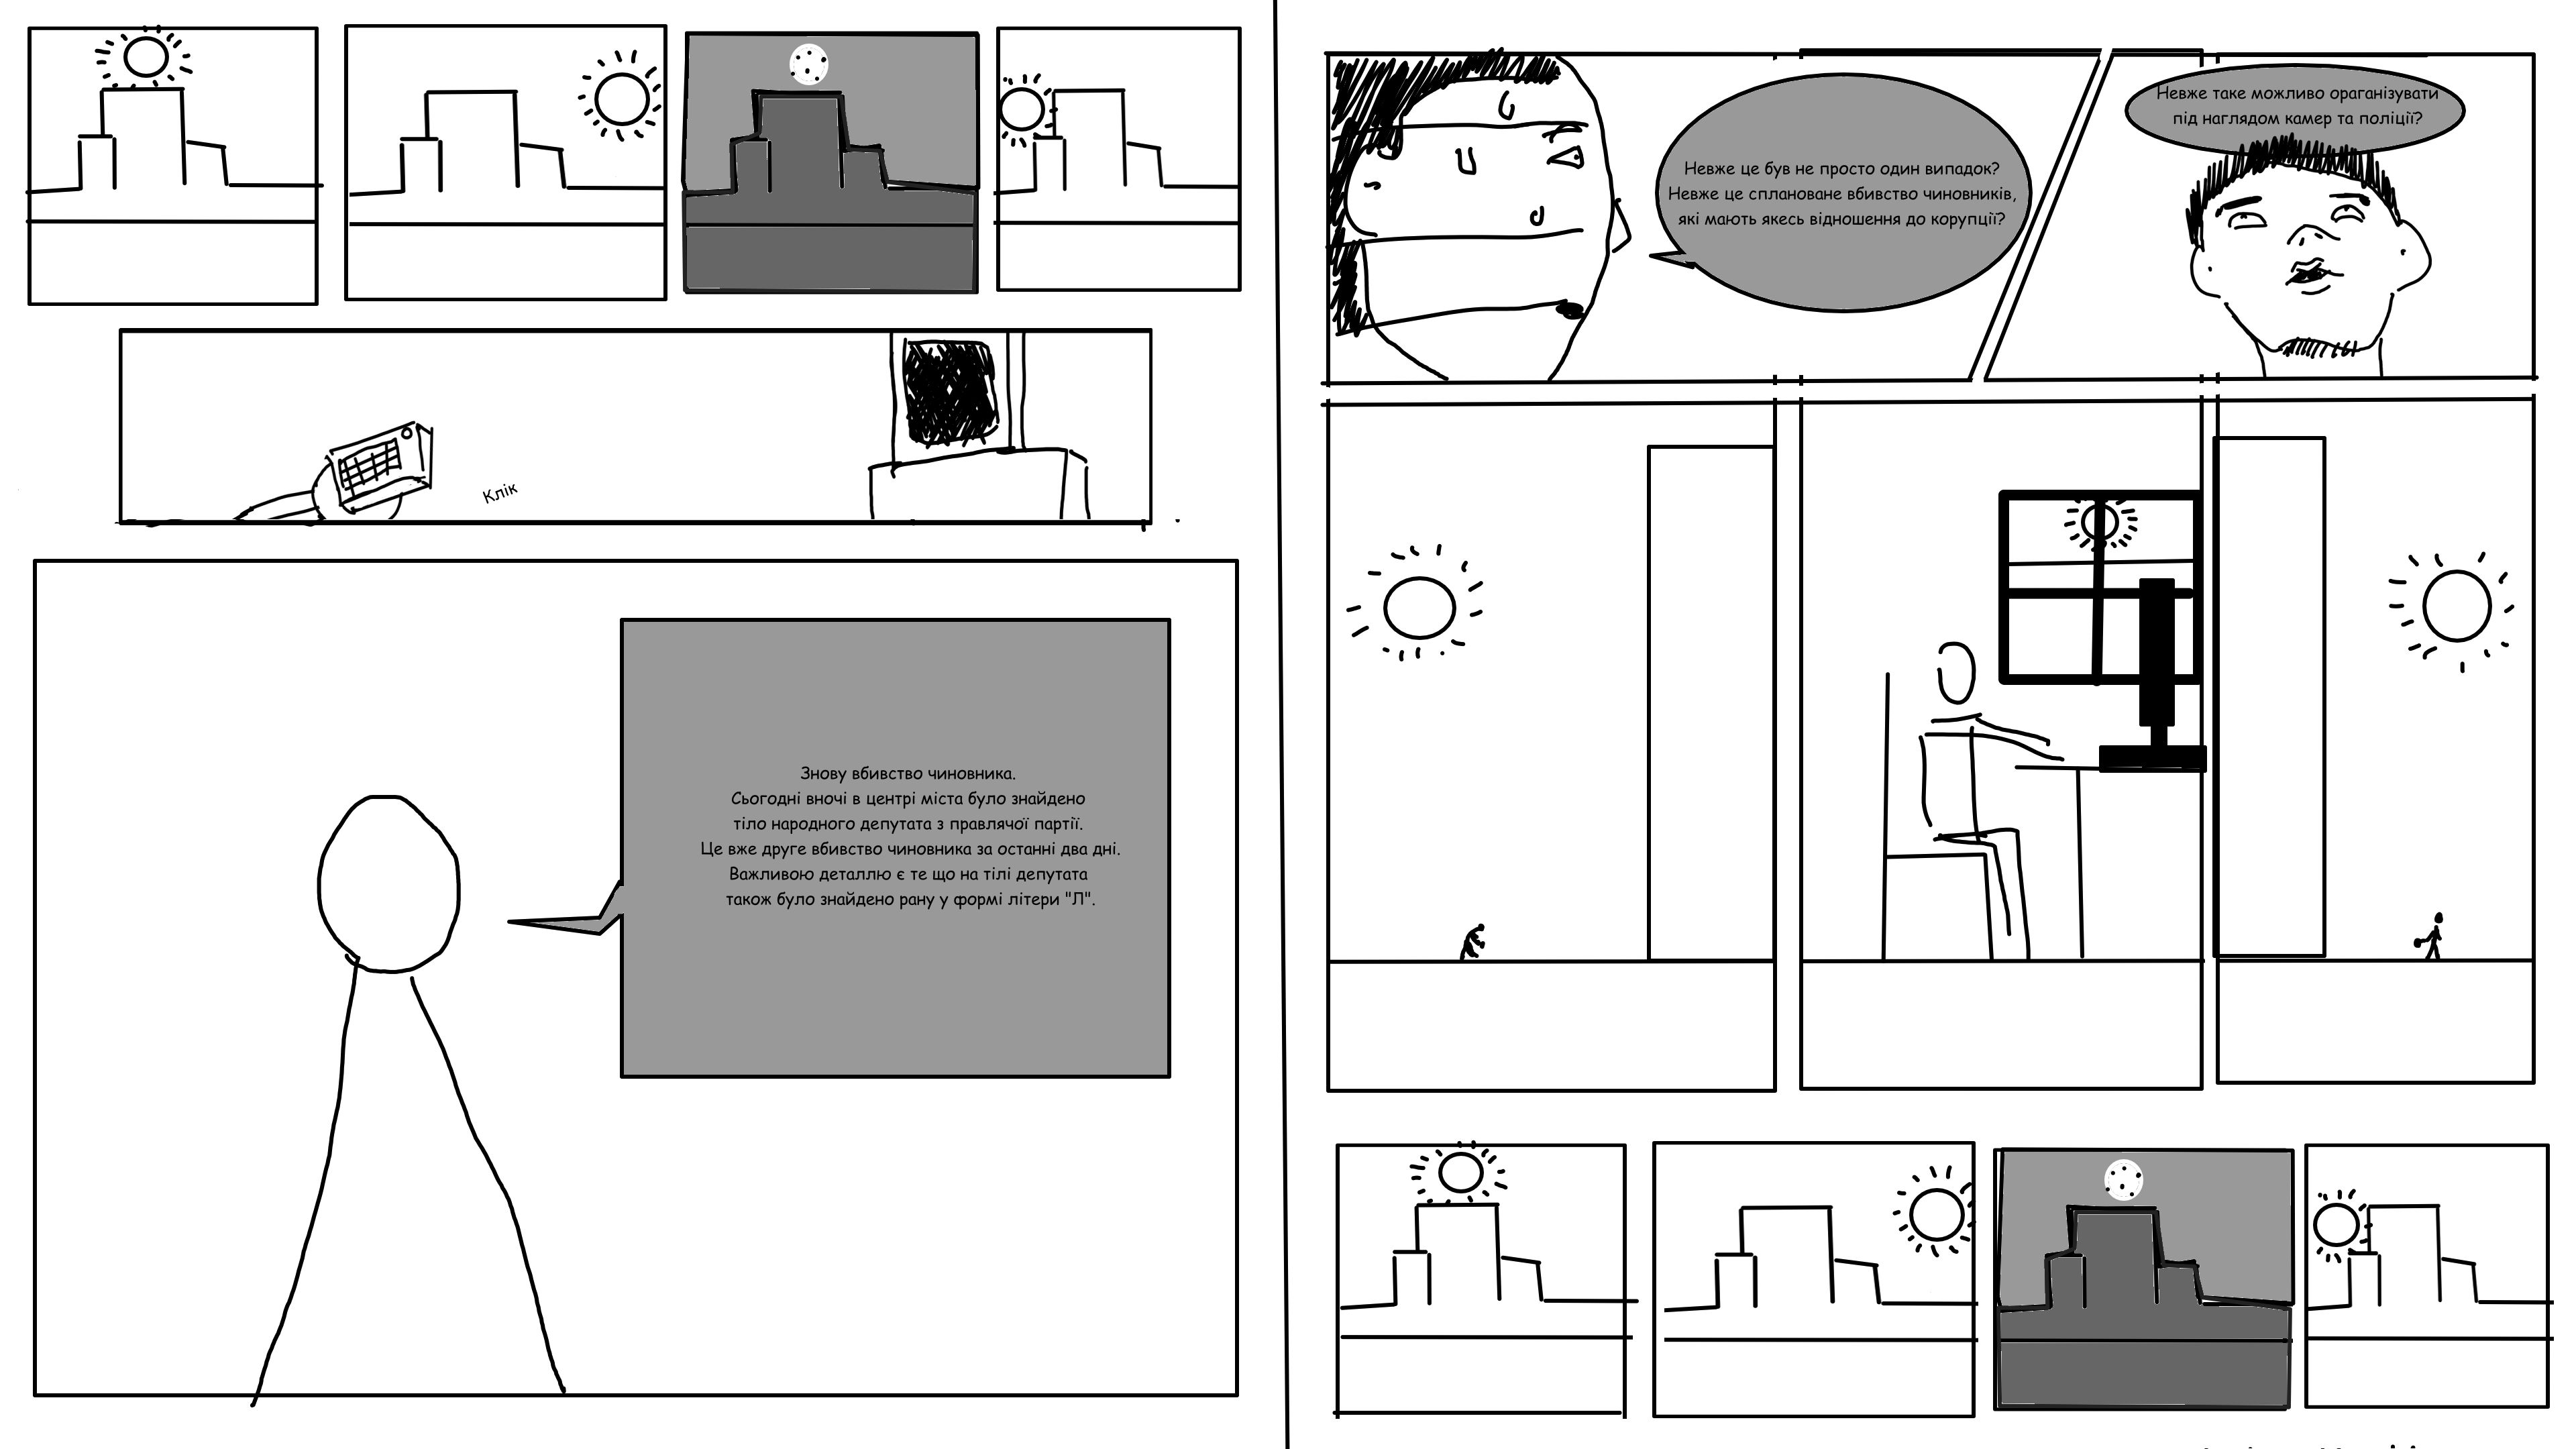 Клік
Знову вбивство чиновника.
Сьогодні вночі в центрі міста було знайдено
тіло народного депутата з правлячої партії.
Це вже друге вбивство чиновника за останні два дні.
Важливою деталлю є те що на тілі депутата
також було знайдено рану у формі літери "Л".
Невже це був не просто один випадок?
Невже це сплановане вбивство чиновників,
які мають якесь відношення до корупції?
Невже таке можливо ораганізувати
під наглядом камер та поліції?